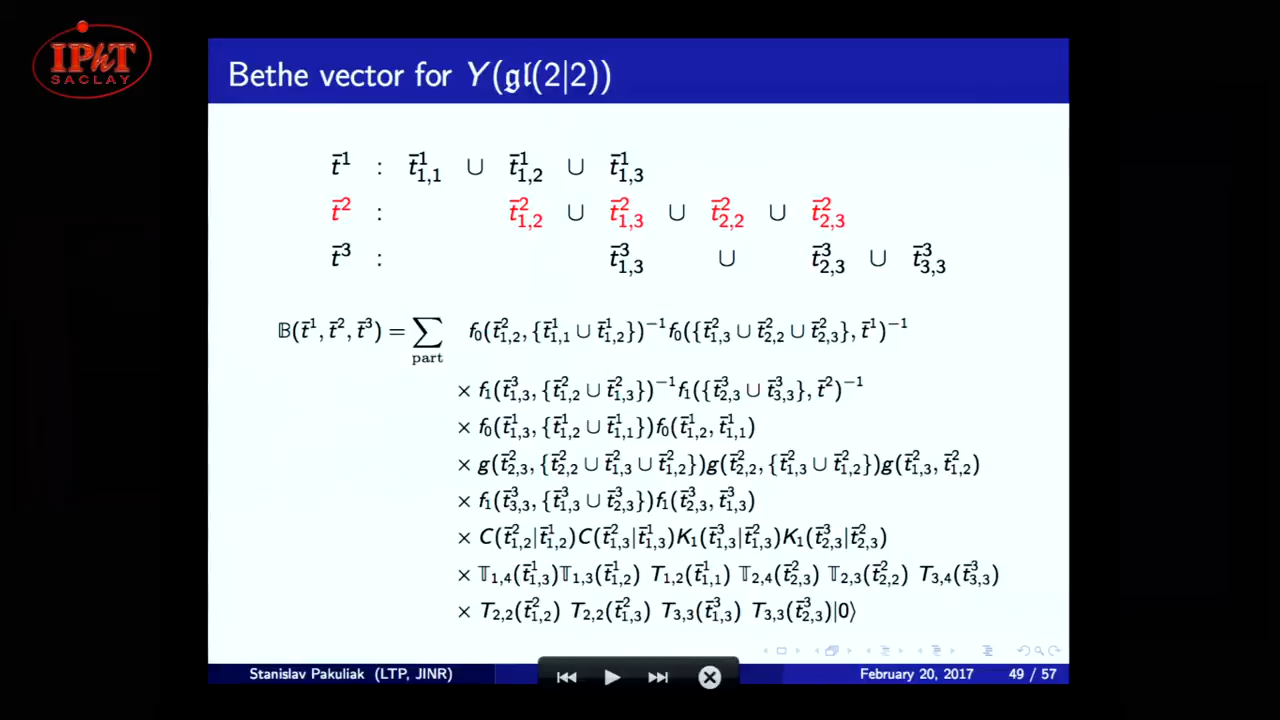 IPhT
SACLAY
Bethe vector for Y(𝔤𝔩(2|2))
t̄¹ : t̄¹₁,₁ ∪ t̄¹₁,₂ ∪ t̄¹₁,₃
t̄² : t̄²₁,₂ ∪ t̄²₁,₃ ∪ t̄²₂,₂ ∪ t̄²₂,₃
t̄³ : t̄³₁,₃ ∪ t̄³₂,₃ ∪ t̄³₃,₃
𝔹(t̄¹, t̄², t̄³) = ∑ f₀(t̄²₁,₂, {t̄¹₁,₁ ∪ t̄¹₁,₂})⁻¹ f₀({t̄²₁,₃ ∪ t̄²₂,₂ ∪ t̄²₂,₃}, t̄¹)⁻¹
part
× f₁(t̄³₁,₃, {t̄²₁,₂ ∪ t̄²₁,₃})⁻¹ f₁({t̄³₂,₃ ∪ t̄³₃,₃}, t̄²)⁻¹
× f₀(t̄¹₁,₃, {t̄¹₁,₂ ∪ t̄¹₁,₁}) f₀(t̄¹₁,₂, t̄¹₁,₁)
× g(t̄²₂,₃, {t̄²₂,₂ ∪ t̄²₁,₃ ∪ t̄²₁,₂}) g(t̄²₂,₂, {t̄²₁,₃ ∪ t̄²₁,₂}) g(t̄²₁,₃, t̄²₁,₂)
× f₁(t̄³₃,₃, {t̄³₁,₃ ∪ t̄³₂,₃}) f₁(t̄³₂,₃, t̄³₁,₃)
× C(t̄²₁,₂|t̄¹₁,₂) C(t̄²₁,₃|t̄¹₁,₃) K₁(t̄³₁,₃|t̄²₁,₃) K₁(t̄³₂,₃|t̄²₂,₃)
× 𝕋₁,₄(t̄¹₁,₃) 𝕋₁,₃(t̄¹₁,₂) T₁,₂(t̄¹₁,₁) 𝕋₂,₄(t̄²₂,₃) 𝕋₂,₃(t̄²₂,₂) T₃,₄(t̄³₃,₃)
× T₂,₂(t̄²₁,₂) T₂,₂(t̄²₁,₃) T₃,₃(t̄³₁,₃) T₃,₃(t̄³₂,₃)|0⟩
Stanislav Pakuliak (LTP, JINR) February 20, 2017 49 / 57